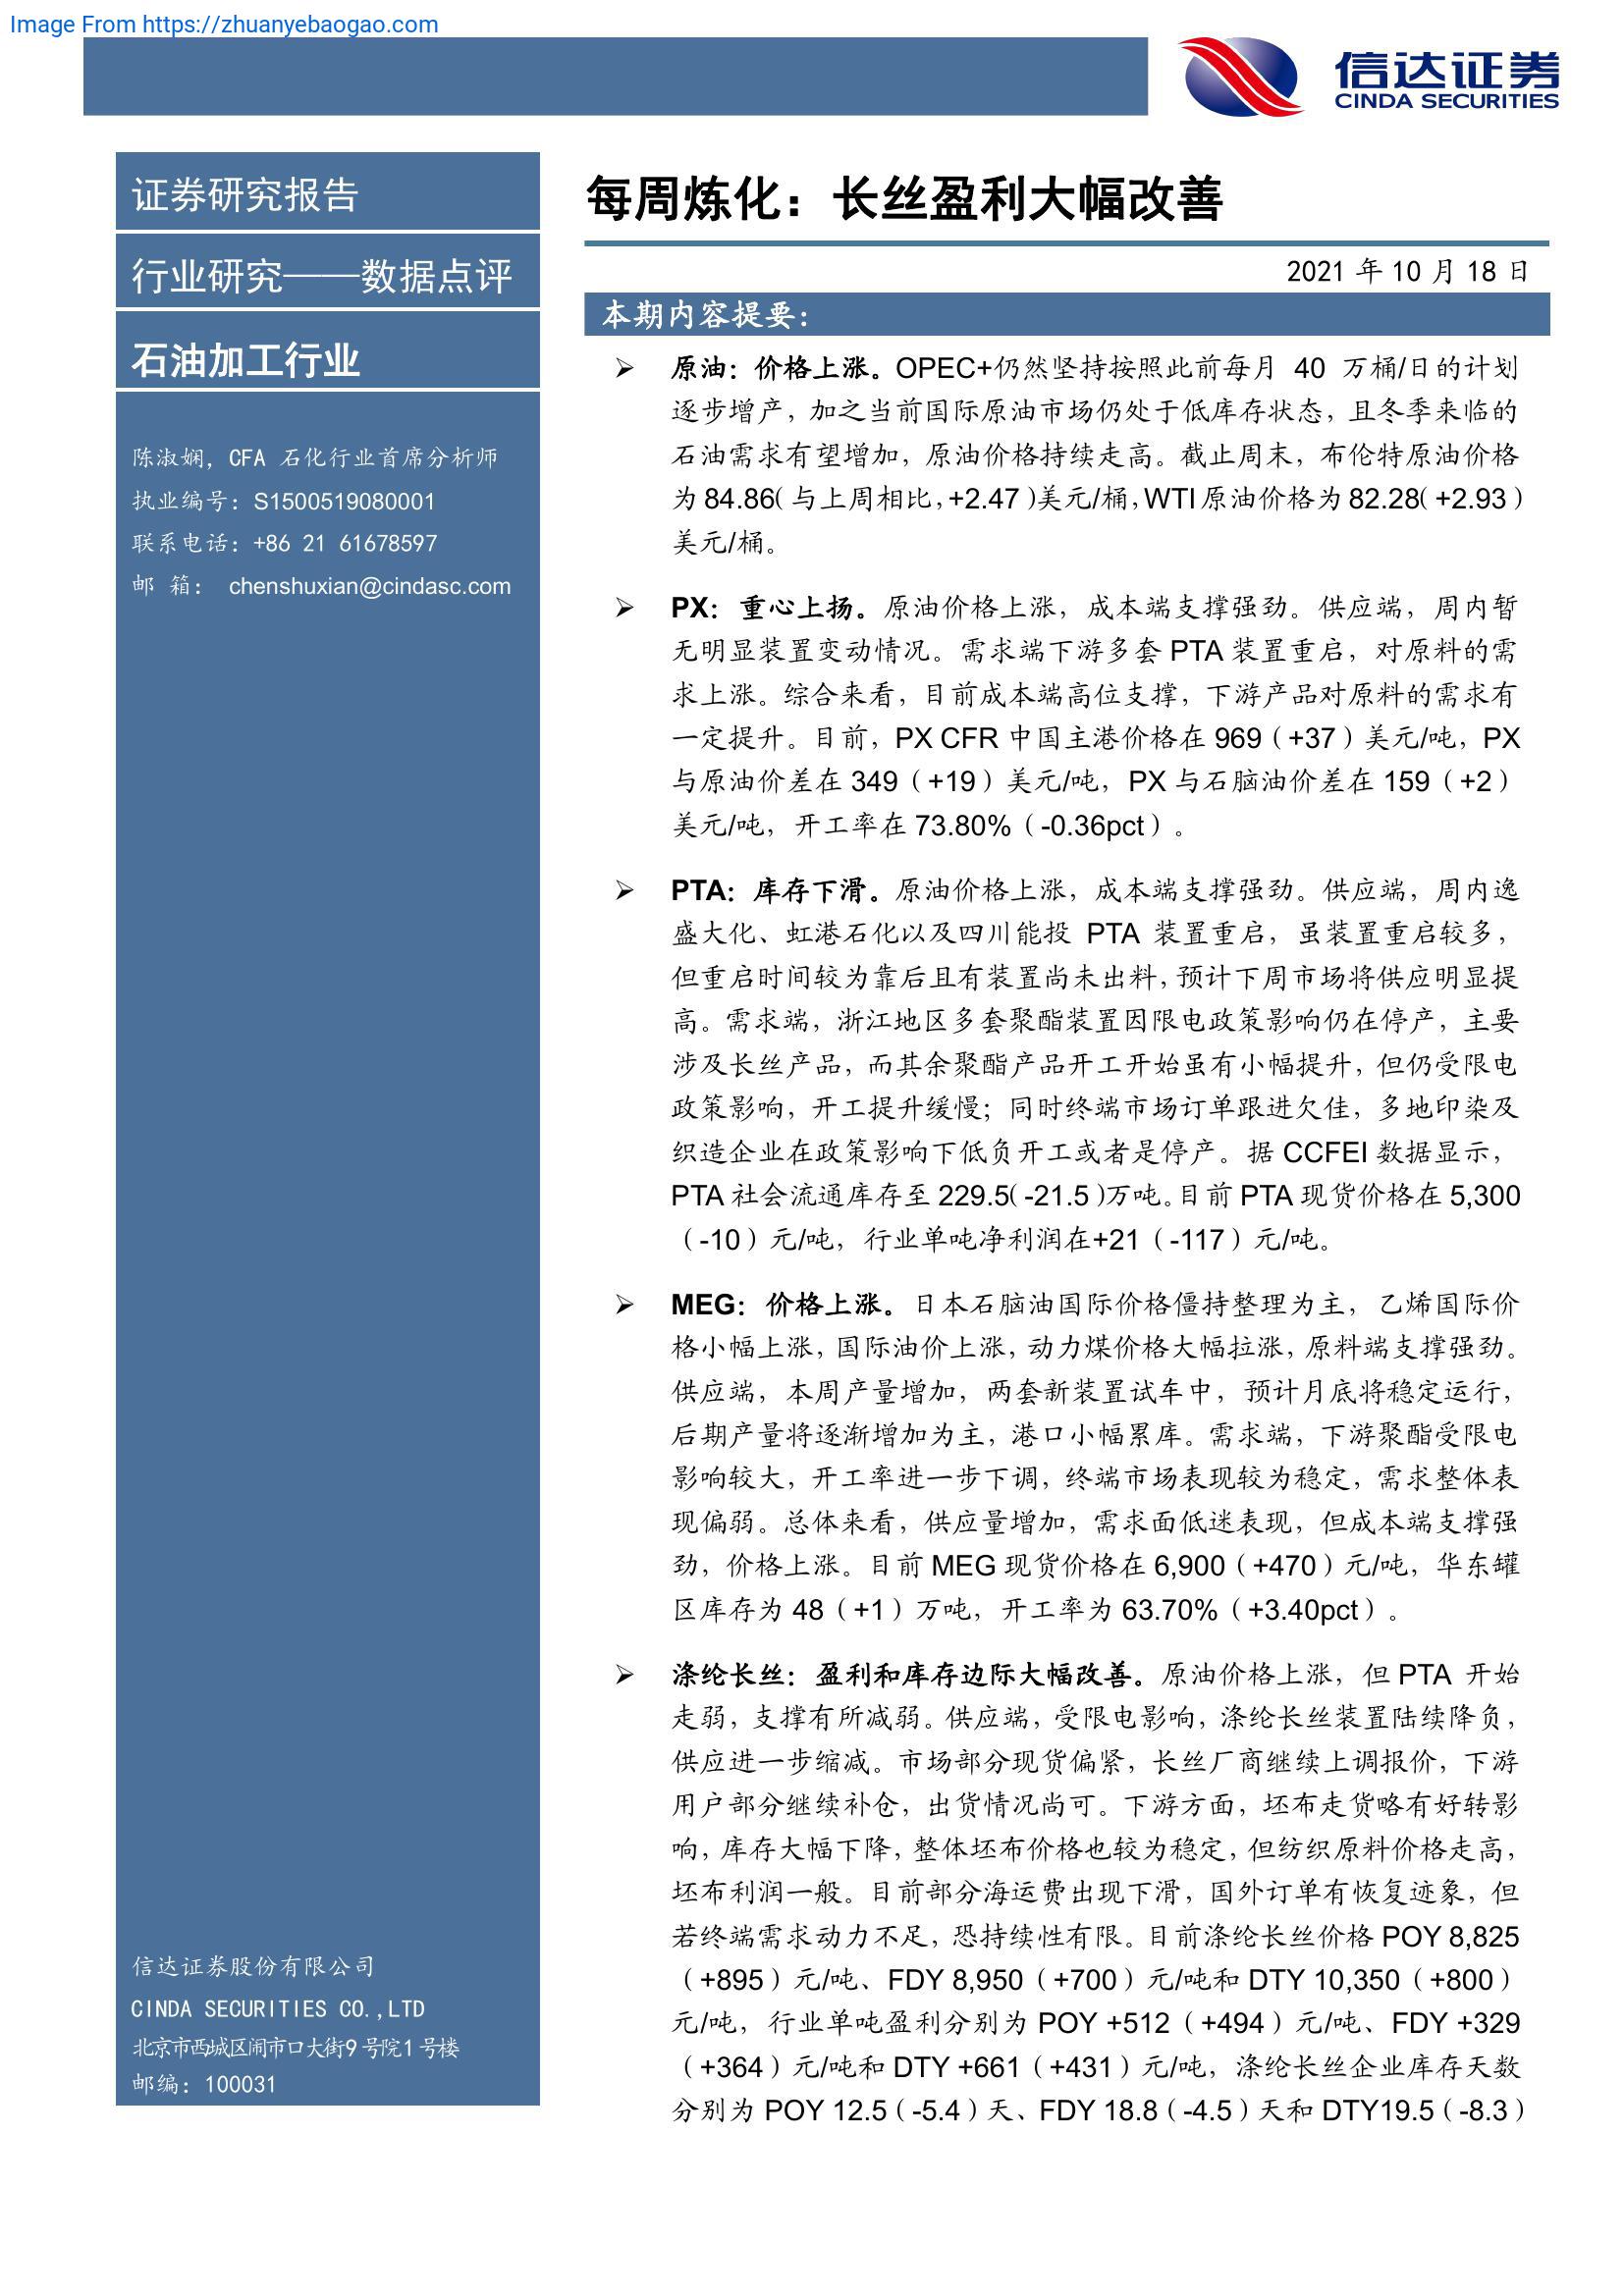 Image From https://zhuanyebaogao.com
信达证券
CINDA SECURITIES
证券研究报告
行业研究——数据点评
石油加工行业
陈淑娴，CFA 石化行业首席分析师
执业编号：S1500519080001
联系电话：+86 21 61678597
邮 箱： chenshuxian@cindasc.com
信达证券股份有限公司
CINDA SECURITIES CO.,LTD
北京市西城区闹市口大街9号院1号楼
邮编：100031
每周炼化：长丝盈利大幅改善
2021 年 10 月 18 日
本期内容提要：
➢ 原油：价格上涨。OPEC+仍然坚持按照此前每月 40 万桶/日的计划
逐步增产，加之当前国际原油市场仍处于低库存状态，且冬季来临的
石油需求有望增加，原油价格持续走高。截止周末，布伦特原油价格
为 84.86（与上周相比，+2.47）美元/桶，WTI 原油价格为 82.28（+2.93）
美元/桶。
➢ PX：重心上扬。原油价格上涨，成本端支撑强劲。供应端，周内暂
无明显装置变动情况。需求端下游多套 PTA 装置重启，对原料的需
求上涨。综合来看，目前成本端高位支撑，下游产品对原料的需求有
一定提升。目前，PX CFR 中国主港价格在 969（+37）美元/吨，PX
与原油价差在 349（+19）美元/吨，PX 与石脑油价差在 159（+2）
美元/吨，开工率在 73.80%（-0.36pct）。
➢ PTA：库存下滑。原油价格上涨，成本端支撑强劲。供应端，周内逸
盛大化、虹港石化以及四川能投 PTA 装置重启，虽装置重启较多，
但重启时间较为靠后且有装置尚未出料，预计下周市场将供应明显提
高。需求端，浙江地区多套聚酯装置因限电政策影响仍在停产，主要
涉及长丝产品，而其余聚酯产品开工开始虽有小幅提升，但仍受限电
政策影响，开工提升缓慢；同时终端市场订单跟进欠佳，多地印染及
织造企业在政策影响下低负开工或者是停产。据 CCFEI 数据显示，
PTA 社会流通库存至 229.5（-21.5）万吨。目前 PTA 现货价格在 5,300
（-10）元/吨，行业单吨净利润在+21（-117）元/吨。
➢ MEG：价格上涨。日本石脑油国际价格僵持整理为主，乙烯国际价
格小幅上涨，国际油价上涨，动力煤价格大幅拉涨，原料端支撑强劲。
供应端，本周产量增加，两套新装置试车中，预计月底将稳定运行，
后期产量将逐渐增加为主，港口小幅累库。需求端，下游聚酯受限电
影响较大，开工率进一步下调，终端市场表现较为稳定，需求整体表
现偏弱。总体来看，供应量增加，需求面低迷表现，但成本端支撑强
劲，价格上涨。目前 MEG 现货价格在 6,900（+470）元/吨，华东罐
区库存为 48（+1）万吨，开工率为 63.70%（+3.40pct）。
➢ 涤纶长丝：盈利和库存边际大幅改善。原油价格上涨，但 PTA 开始
走弱，支撑有所减弱。供应端，受限电影响，涤纶长丝装置陆续降负，
供应进一步缩减。市场部分现货偏紧，长丝厂商继续上调报价，下游
用户部分继续补仓，出货情况尚可。下游方面，坯布走货略有好转影
响，库存大幅下降，整体坯布价格也较为稳定，但纺织原料价格走高，
坯布利润一般。目前部分海运费出现下滑，国外订单有恢复迹象，但
若终端需求动力不足，恐持续性有限。目前涤纶长丝价格 POY 8,825
（+895）元/吨、FDY 8,950（+700）元/吨和 DTY 10,350（+800）
元/吨，行业单吨盈利分别为 POY +512（+494）元/吨、FDY +329
（+364）元/吨和 DTY +661（+431）元/吨，涤纶长丝企业库存天数
分别为 POY 12.5（-5.4）天、FDY 18.8（-4.5）天和 DTY19.5（-8.3）